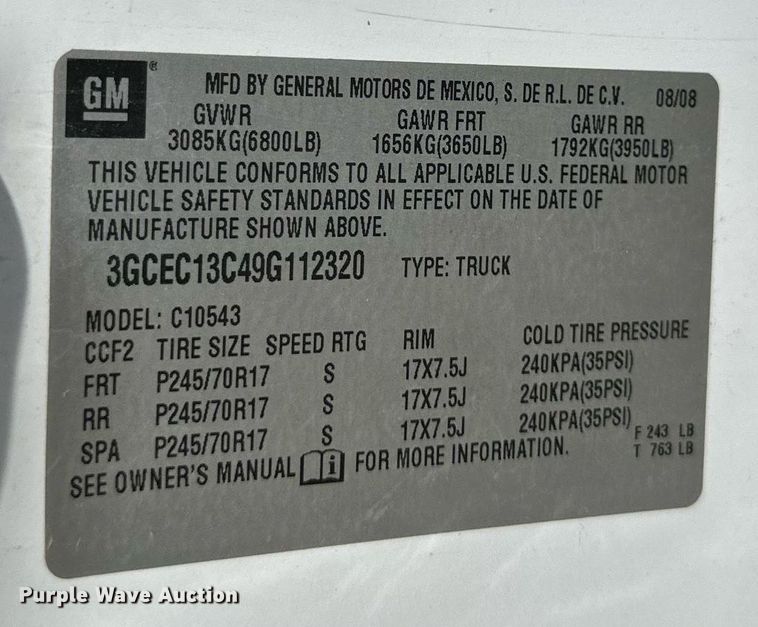 GM® MFD BY GENERAL MOTORS DE MEXICO, S. DE R.L. DE C.V. 08/08
GVWR GAWR FRT GAWR RR
3085KG(6800LB) 1656KG(3650LB) 1792KG(3950LB)
THIS VEHICLE CONFORMS TO ALL APPLICABLE U.S. FEDERAL MOTOR
VEHICLE SAFETY STANDARDS IN EFFECT ON THE DATE OF
MANUFACTURE SHOWN ABOVE.
3GCEC13C49G112320 TYPE: TRUCK
MODEL: C10543
CCF2 TIRE SIZE SPEED RTG RIM COLD TIRE PRESSURE
FRT P245/70R17 S 17X7.5J 240KPA(35PSI)
RR P245/70R17 S 17X7.5J 240KPA(35PSI)
SPA P245/70R17 S 17X7.5J 240KPA(35PSI)
F 243 LB
T 763 LB
SEE OWNER'S MANUAL i FOR MORE INFORMATION.
Purple Wave Auction